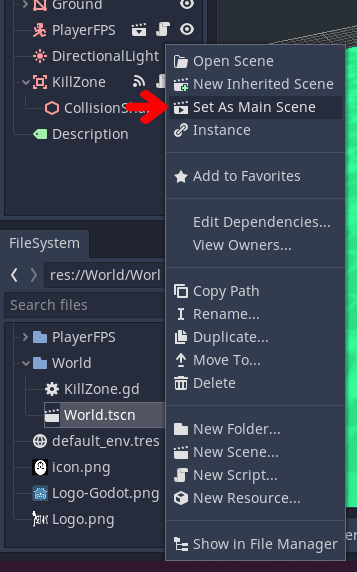 Ground
PlayerFPS
DirectionalLight
KillZone
CollisionSha
Description
FileSystem
res://World/Worl
Search files
PlayerFPS
World
KillZone.gd
World.tscn
default_env.tres
icon.png
Logo-Godot.png
Logo.png
Open Scene
New Inherited Scene
Set As Main Scene
Instance
Add to Favorites
Edit Dependencies...
View Owners...
Copy Path
Rename...
Duplicate...
Move To...
Delete
New Folder...
New Scene...
New Script...
New Resource...
Show in File Manager